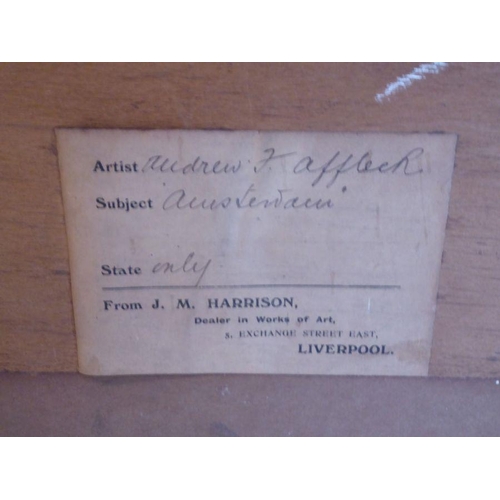 Artist Andrew F. Affleck.
Subject "Amsterdam"
State only
From J. M. HARRISON,
Dealer in Works of Art,
5, EXCHANGE STREET EAST,
LIVERPOOL.